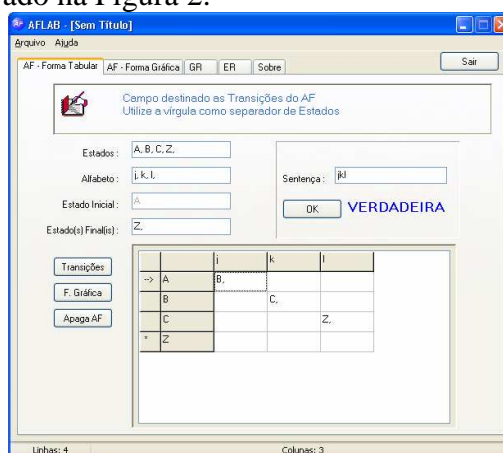 ado na Figura 2.
AFLAB - [Sem Título]
Arquivo Ajuda
AF - Forma Tabular AF - Forma Gráfica GR ER Sobre Sair
Campo destinado as Transições do AF
Utilize a vírgula como separador de Estados
Estados : A, B, C, Z,
Alfabeto : j, k, l,
Sentença : jkl
Estado Inicial : A
OK VERDADEIRA
Estado(s) Final(is) : Z,
Transições
F. Gráfica
Apaga AF
j k l
--> A B,
B C,
C Z,
* Z
Linhas: 4 Colunas: 3